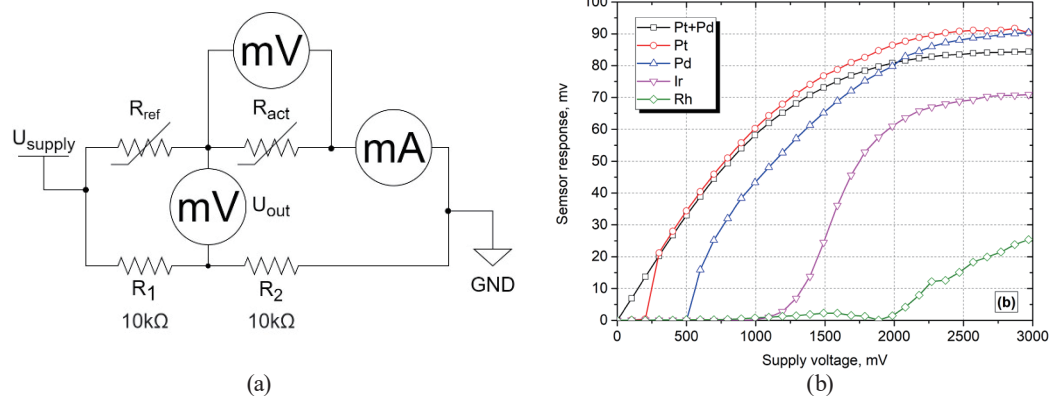 mV
R_ref
R_act
U_supply
mA
mV
U_out
R_1
R_2
GND
10kΩ
10kΩ
(a)
100
90
80
70
60
50
40
30
20
10
0
Semsor response, mv
Pt+Pd
Pt
Pd
Ir
Rh
(b)
0
500
1000
1500
2000
2500
3000
Supply voltage, mV
(b)